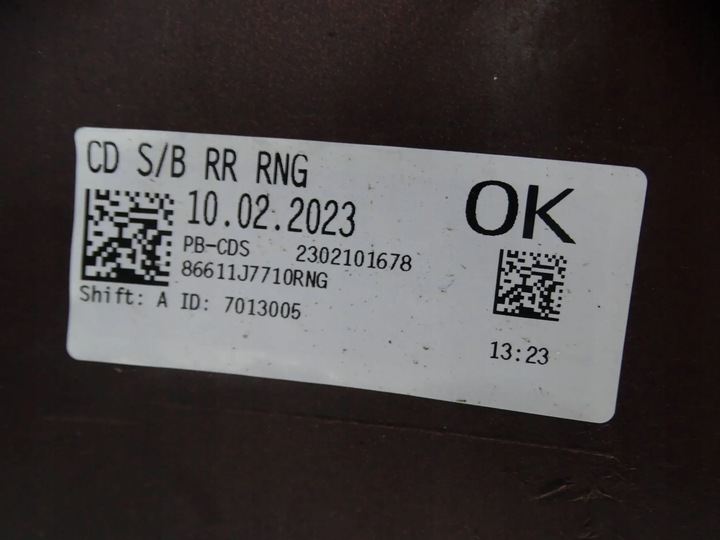 CD S/B RR RNG
OK
10.02.2023
PB-CDS 2302101678
86611J7710RNG
Shift: A ID: 7013005
13:23